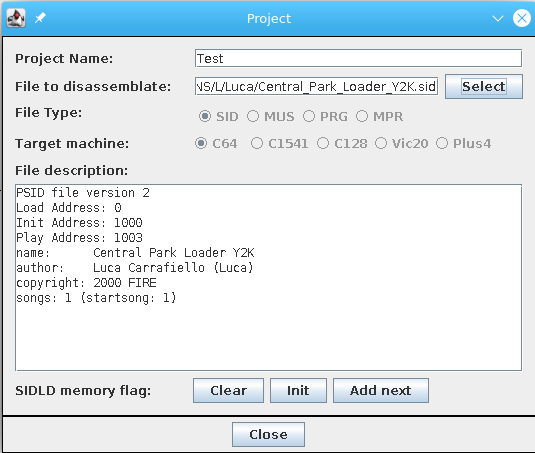 Project
Project Name: Test
File to disassemblate: NS/L/Luca/Central_Park_Loader_Y2K.sid Select
File Type: SID MUS PRG MPR
Target machine: C64 C1541 C128 Vic20 Plus4
File description:
PSID file version 2
Load Address: 0
Init Address: 1000
Play Address: 1003
name: Central Park Loader Y2K
author: Luca Carrafiello (Luca)
copyright: 2000 FIRE
songs: 1 (startsong: 1)
SIDLD memory flag: Clear Init Add next
Close